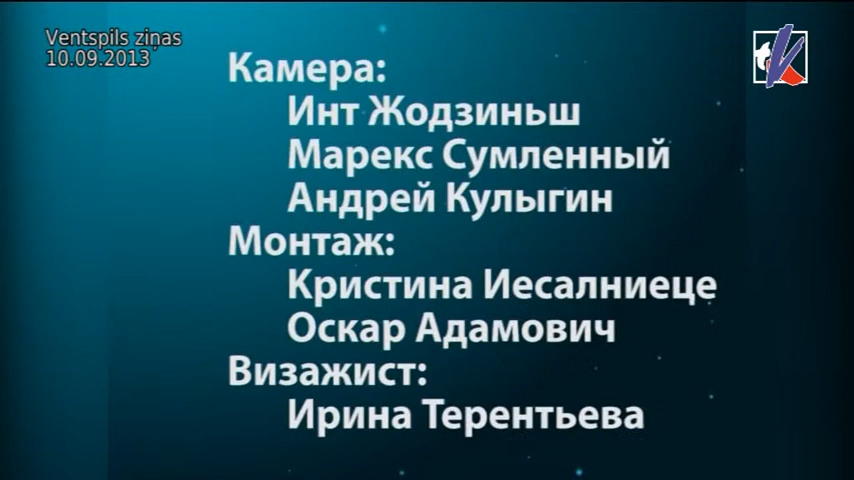 Ventspils ziņas
10.09.2013
Камера:
Инт Жодзиньш
Марекс Сумленный
Андрей Кулыгин
Монтаж:
Кристина Иесалниеце
Оскар Адамович
Визажист:
Ирина Терентьева